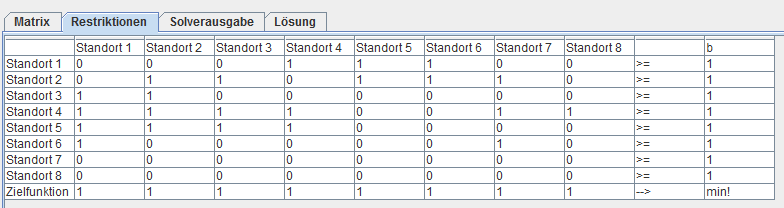 Matrix Restriktionen Solverausgabe Lösung
Standort 1 Standort 2 Standort 3 Standort 4 Standort 5 Standort 6 Standort 7 Standort 8 b
Standort 1 0 0 0 1 1 1 0 0 >= 1
Standort 2 0 1 1 0 1 1 1 0 >= 1
Standort 3 1 1 0 0 0 0 0 0 >= 1
Standort 4 1 1 1 1 0 0 1 1 >= 1
Standort 5 1 1 1 1 0 0 0 0 >= 1
Standort 6 1 0 0 0 0 0 1 0 >= 1
Standort 7 0 0 0 0 0 0 0 0 >= 1
Standort 8 0 0 0 0 0 0 0 0 >= 1
Zielfunktion 1 1 1 1 1 1 1 1 --> min!